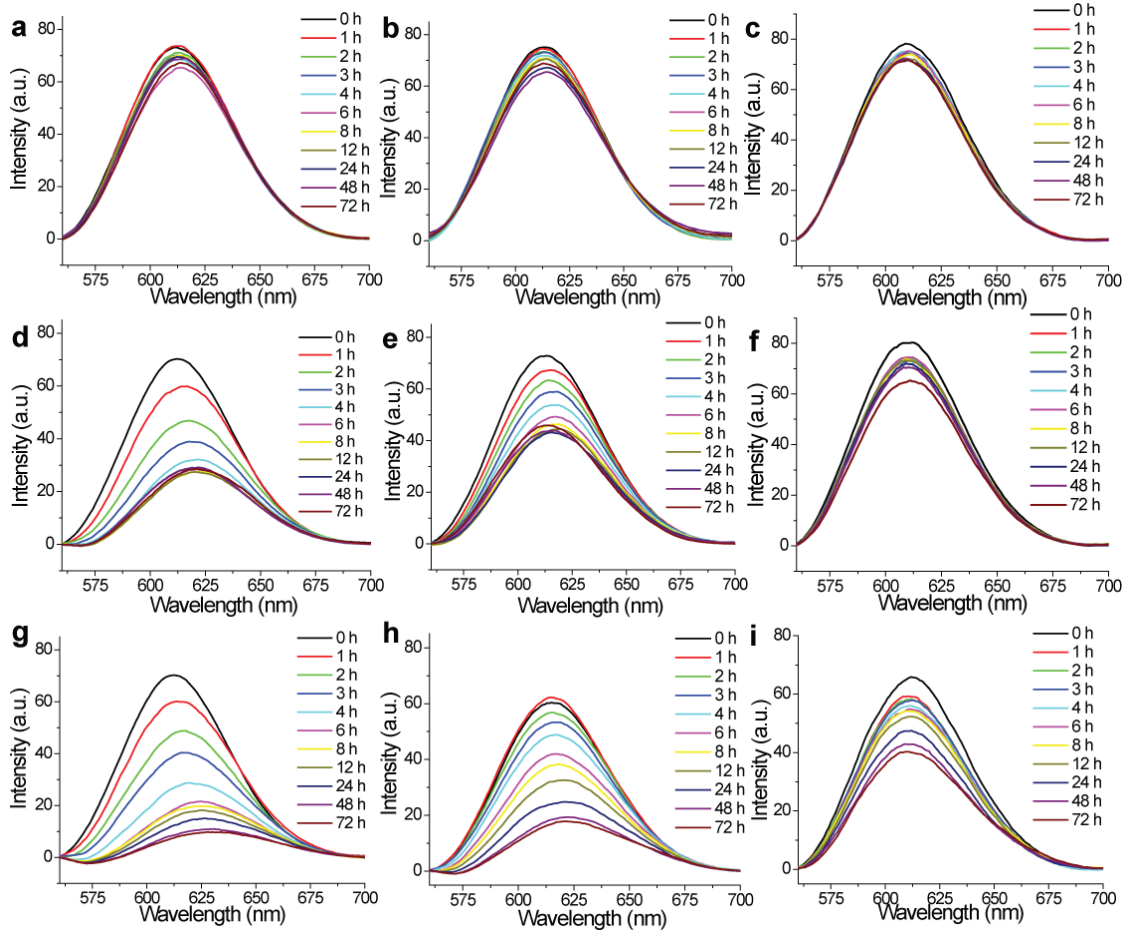 a
80
60
40
20
0
Intensity (a.u.)
575 600 625 650 675 700
Wavelength (nm)
0 h
1 h
2 h
3 h
4 h
6 h
8 h
12 h
24 h
48 h
72 h
b
80
60
40
20
0
Intensity (a.u.)
575 600 625 650 675 700
Wavelength (nm)
0 h
1 h
2 h
3 h
4 h
6 h
8 h
12 h
24 h
48 h
72 h
c
80
60
40
20
0
Intensity (a.u.)
575 600 625 650 675 700
Wavelength (nm)
0 h
1 h
2 h
3 h
4 h
6 h
8 h
12 h
24 h
48 h
72 h
d
80
60
40
20
0
Intensity (a.u.)
575 600 625 650 675 700
Wavelength (nm)
0 h
1 h
2 h
3 h
4 h
6 h
8 h
12 h
24 h
48 h
72 h
e
80
60
40
20
0
Intensity (a.u.)
575 600 625 650 675 700
Wavelength (nm)
0 h
1 h
2 h
3 h
4 h
6 h
8 h
12 h
24 h
48 h
72 h
f
80
60
40
20
0
Intensity (a.u.)
575 600 625 650 675 700
Wavelength (nm)
0 h
1 h
2 h
3 h
4 h
6 h
8 h
12 h
24 h
48 h
72 h
g
80
60
40
20
0
Intensity (a.u.)
575 600 625 650 675 700
Wavelength (nm)
0 h
1 h
2 h
3 h
4 h
6 h
8 h
12 h
24 h
48 h
72 h
h
80
60
40
20
0
Intensity (a.u.)
575 600 625 650 675 700
Wavelength (nm)
0 h
1 h
2 h
3 h
4 h
6 h
8 h
12 h
24 h
48 h
72 h
i
80
60
40
20
0
Intensity (a.u.)
575 600 625 650 675 700
Wavelength (nm)
0 h
1 h
2 h
3 h
4 h
6 h
8 h
12 h
24 h
48 h
72 h